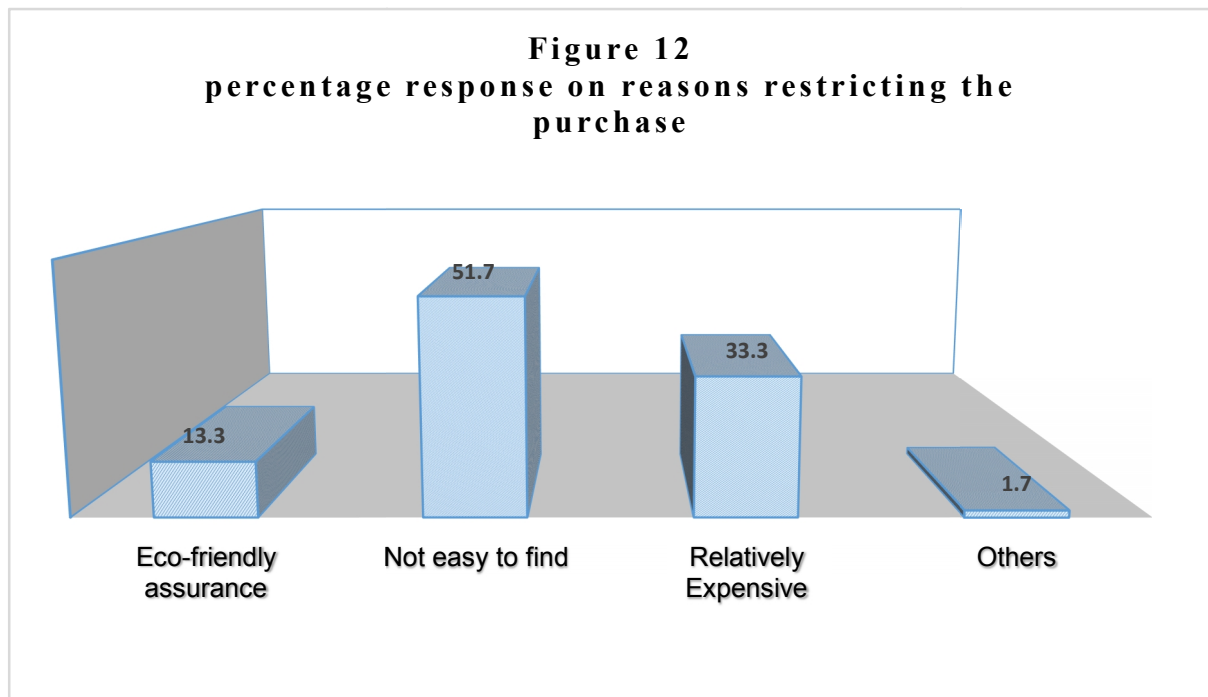 Figure 12
percentage response on reasons restricting the
purchase
51.7
33.3
13.3
1.7
Eco-friendly
assurance
Not easy to find
Relatively
Expensive
Others